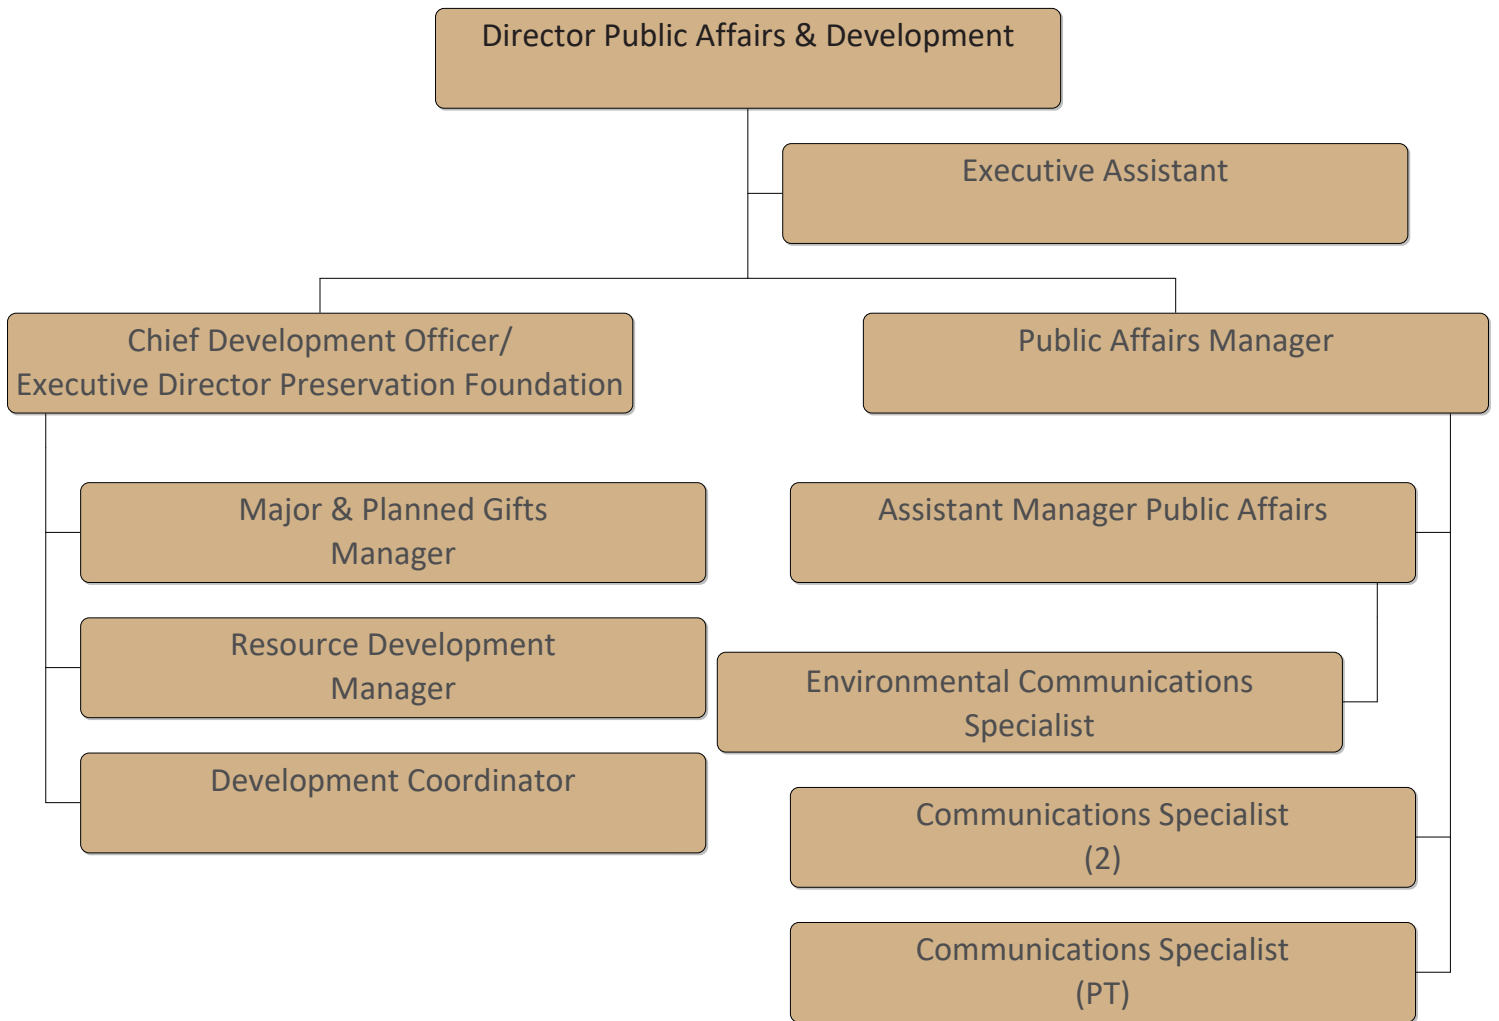 Director Public Affairs & Development
Executive Assistant
Chief Development Officer/
Executive Director Preservation Foundation
Public Affairs Manager
Major & Planned Gifts
Manager
Assistant Manager Public Affairs
Resource Development
Manager
Environmental Communications
Specialist
Development Coordinator
Communications Specialist
(2)
Communications Specialist
(PT)